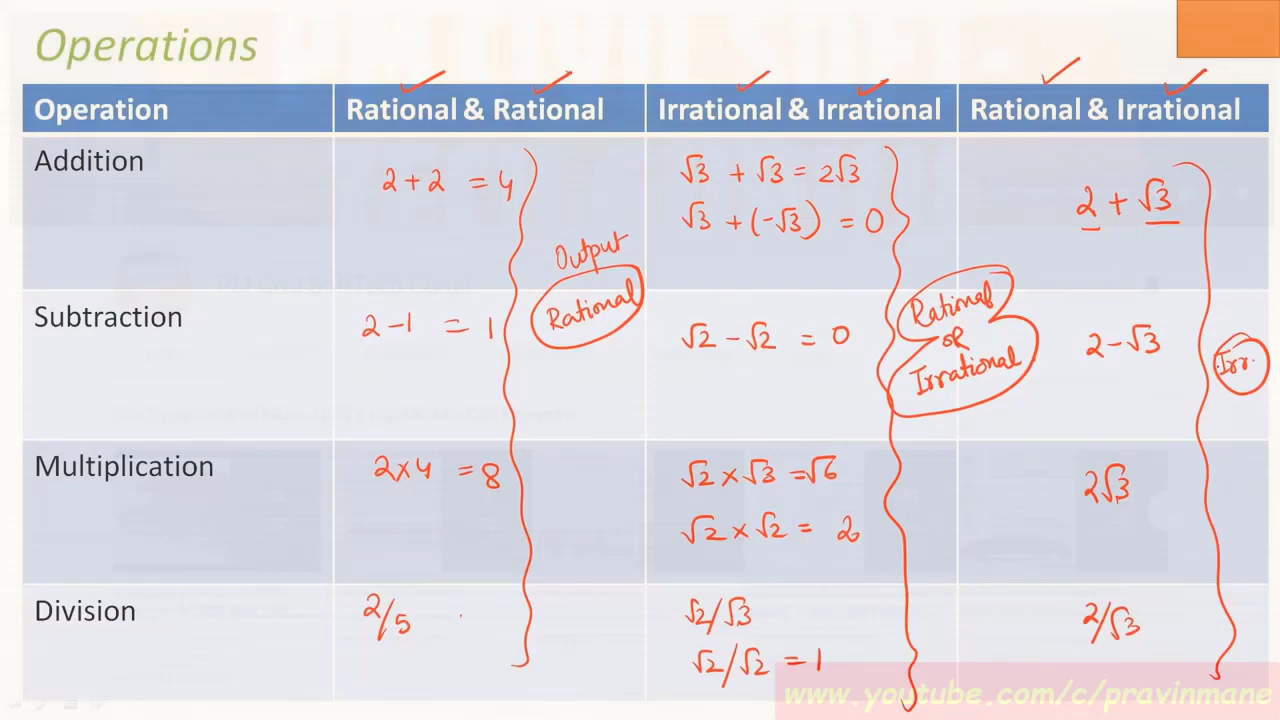 Operations
Operation Rational & Rational Irrational & Irrational Rational & Irrational
Addition
2 + 2 = 4
√3 + √3 = 2√3
√3 + (-√3) = 0
2 + √3
Output
Rational
Subtraction
2 - 1 = 1
√2 - √2 = 0
Rational
or
Irrational
2 - √3
Irr.
Multiplication
2 × 4 = 8
√2 × √3 = √6
√2 × √2 = 2
2√3
Division
2/5
√2/√3
√2/√2 = 1
2/√3
www.youtube.com/c/pravinmane